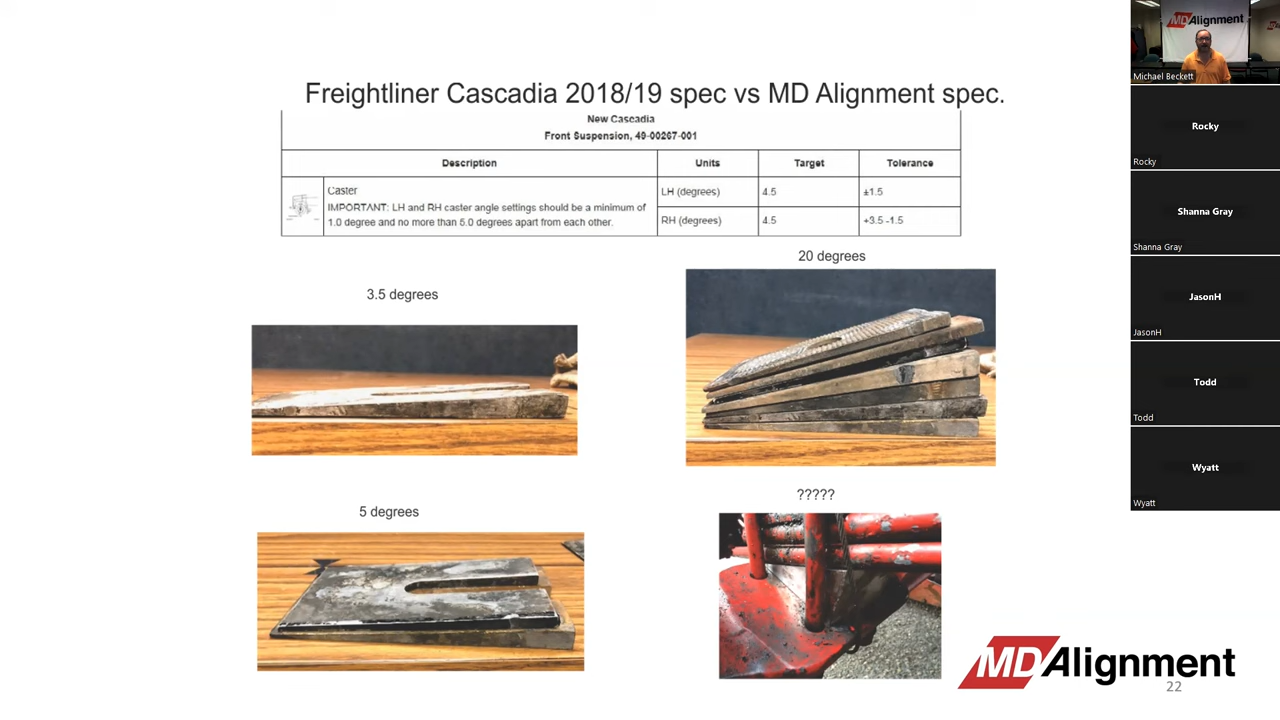 Freightliner Cascadia 2018/19 spec vs MD Alignment spec.
New Cascadia
Front Suspension, 49-00267-001
Description Units Target Tolerance
Caster
IMPORTANT: LH and RH caster angle settings should be a minimum of
1.0 degree and no more than 5.0 degrees apart from each other.
LH (degrees) 4.5 ±1.5
RH (degrees) 4.5 +3.5 -1.5
3.5 degrees
20 degrees
5 degrees
?????
MDAlignment
22
MDAlignment
Michael Beckett
Rocky
Rocky
Shanna Gray
Shanna Gray
JasonH
JasonH
Todd
Todd
Wyatt
Wyatt